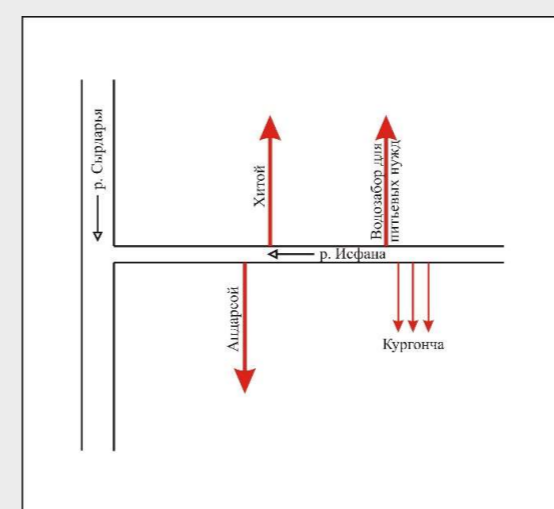 р. Сырдарья
Хитой
Водозабор для
питьевых нужд
р. Исфана
Андарсой
Кургонча